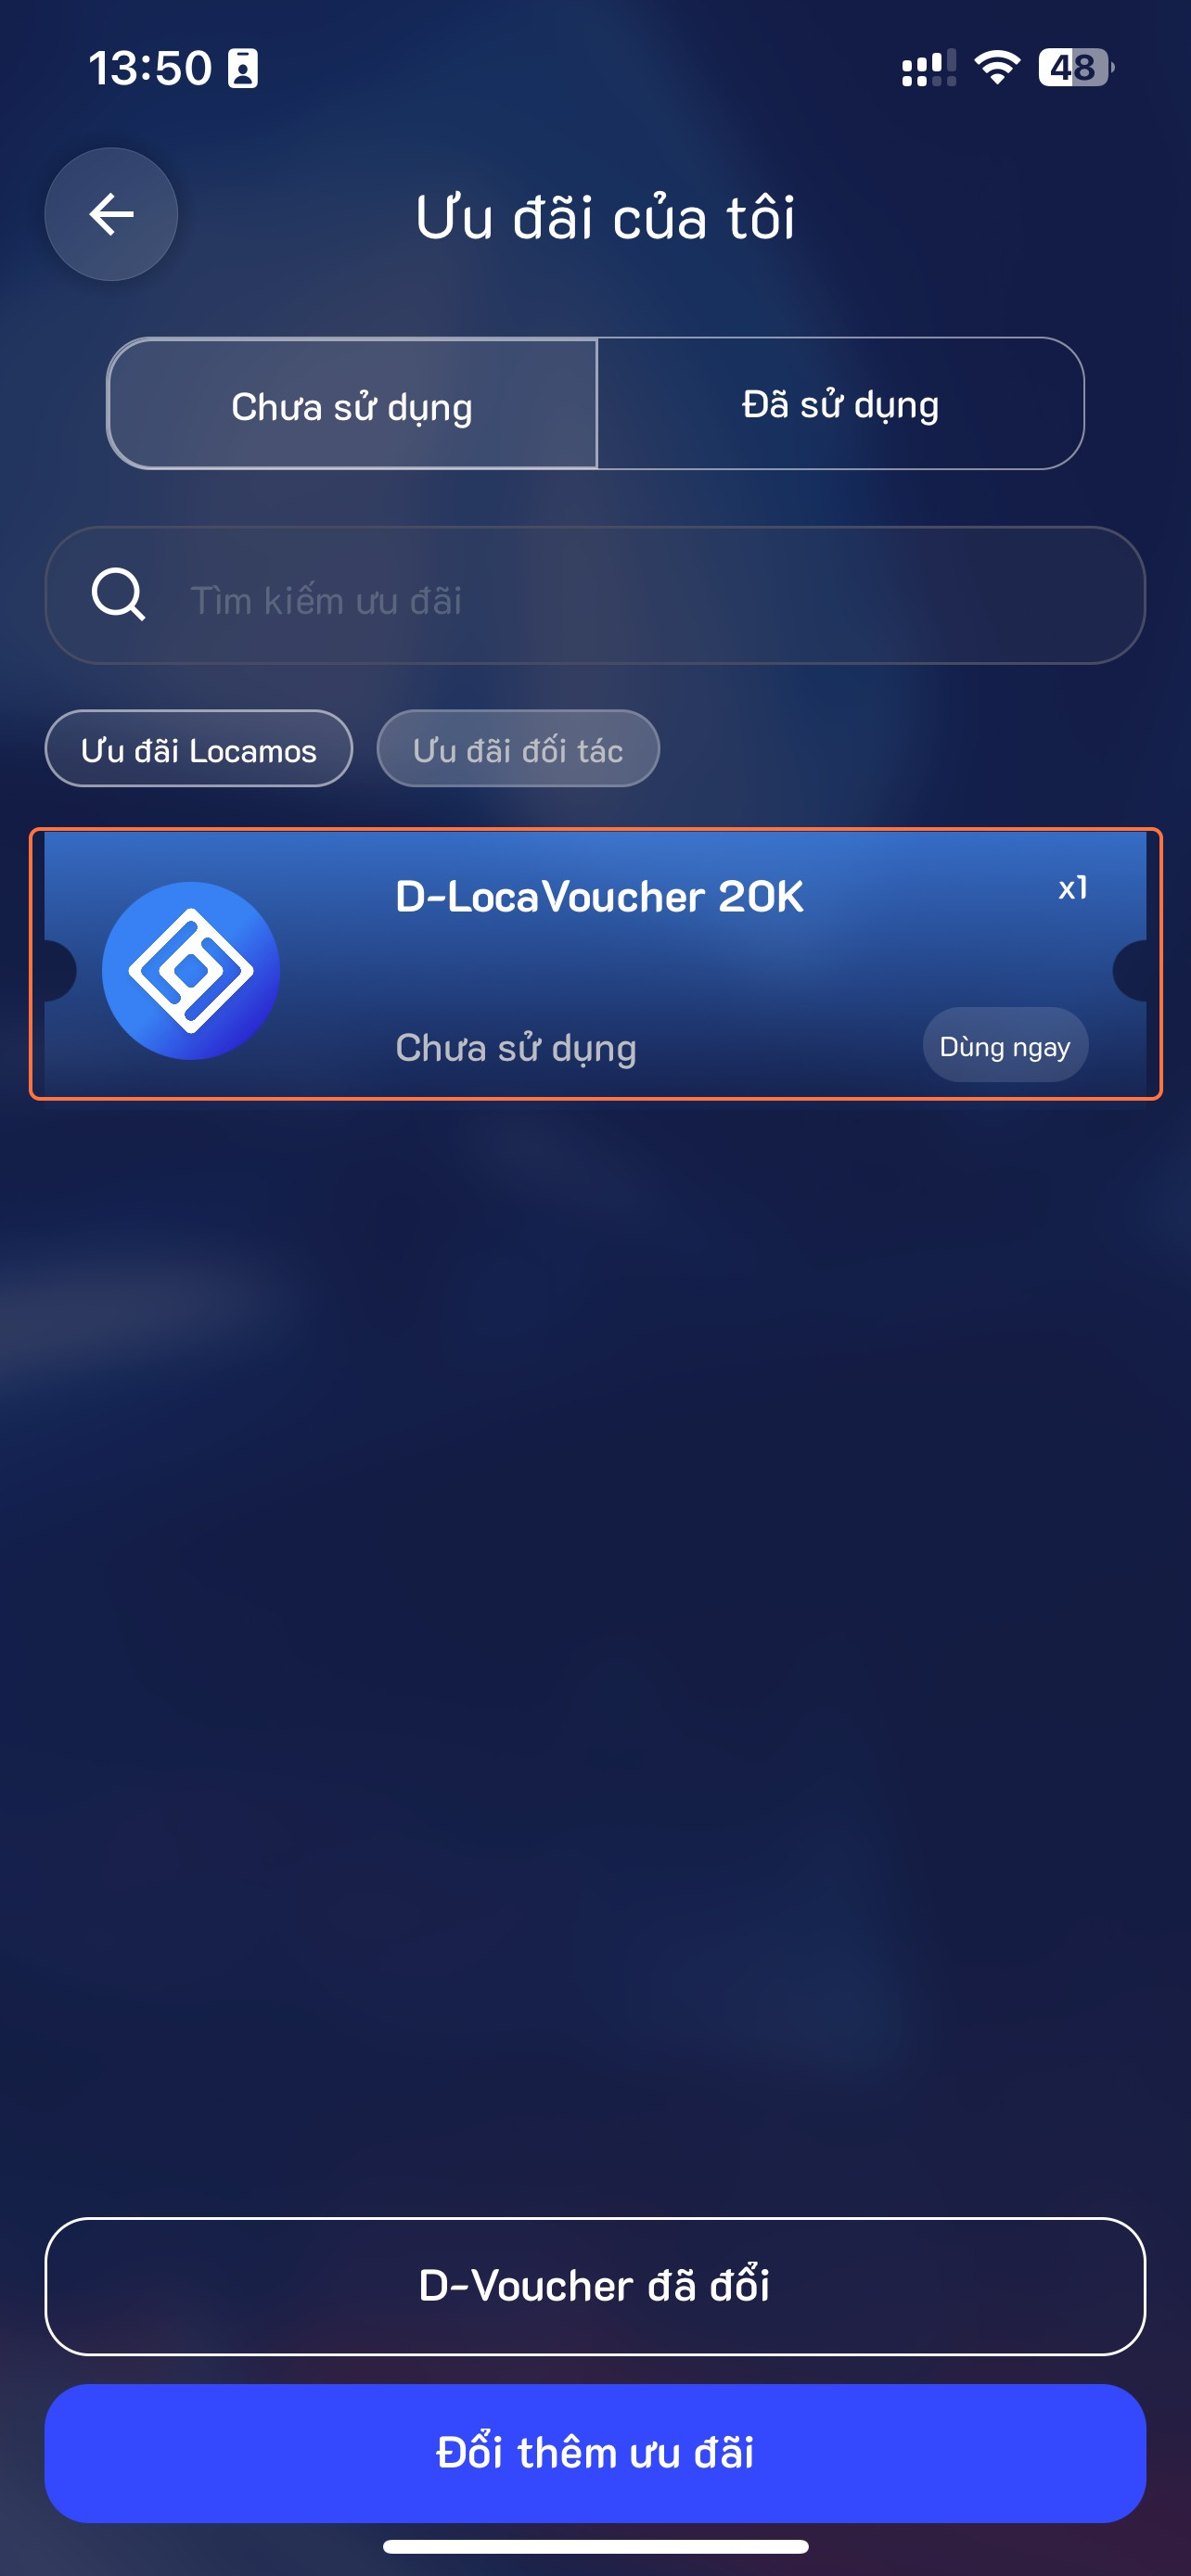 13:50
48
Ưu đãi của tôi
Chưa sử dụng
Đã sử dụng
Tìm kiếm ưu đãi
Ưu đãi Locamos
Ưu đãi đối tác
D-LocaVoucher 20K
x1
Chưa sử dụng
Dùng ngay
D-Voucher đã đổi
Đổi thêm ưu đãi